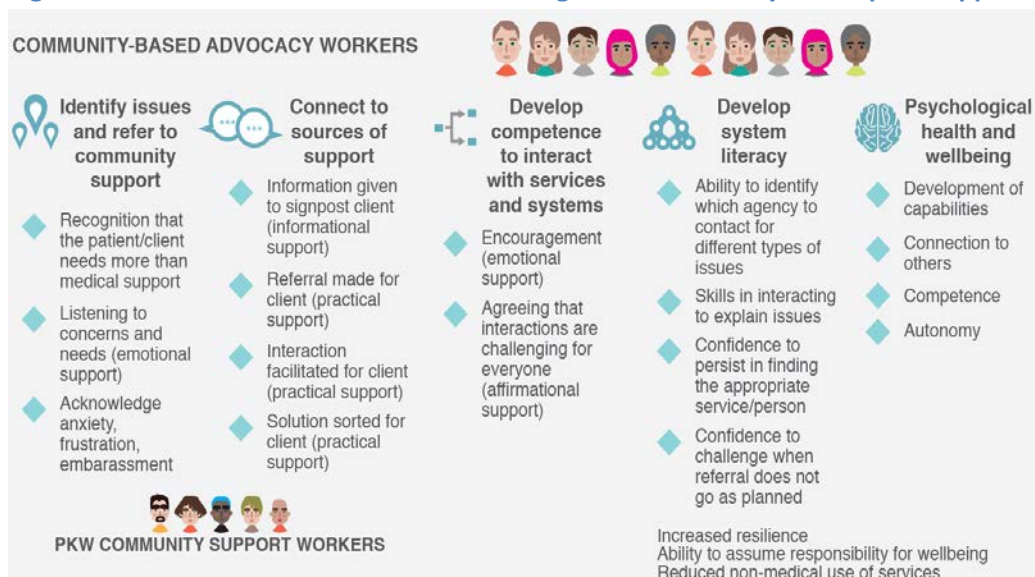 COMMUNITY-BASED ADVOCACY WORKERS
Identify issues
and refer to
community
support
Recognition that
the patient/client
needs more than
medical support
Listening to
concerns and
needs (emotional
support)
Acknowledge
anxiety,
frustration,
embarassment
Connect to
sources of
support
Information given
to signpost client
(informational
support)
Referral made for
client (practical
support)
Interaction
facilitated for client
(practical support)
Solution sorted for
client (practical
support)
Develop
competence
to interact
with services
and systems
Encouragement
(emotional
support)
Agreeing that
interactions are
challenging for
everyone
(affirmational
support)
Develop
system
literacy
Ability to identify
which agency to
contact for
different types of
issues
Skills in interacting
to explain issues
Confidence to
persist in finding
the appropriate
service/person
Confidence to
challenge when
referral does not
go as planned
Psychological
health and
wellbeing
Development of
capabilities
Connection to
others
Competence
Autonomy
PKW COMMUNITY SUPPORT WORKERS
Increased resilience
Ability to assume responsibility for wellbeing
Reduced non-medical use of services